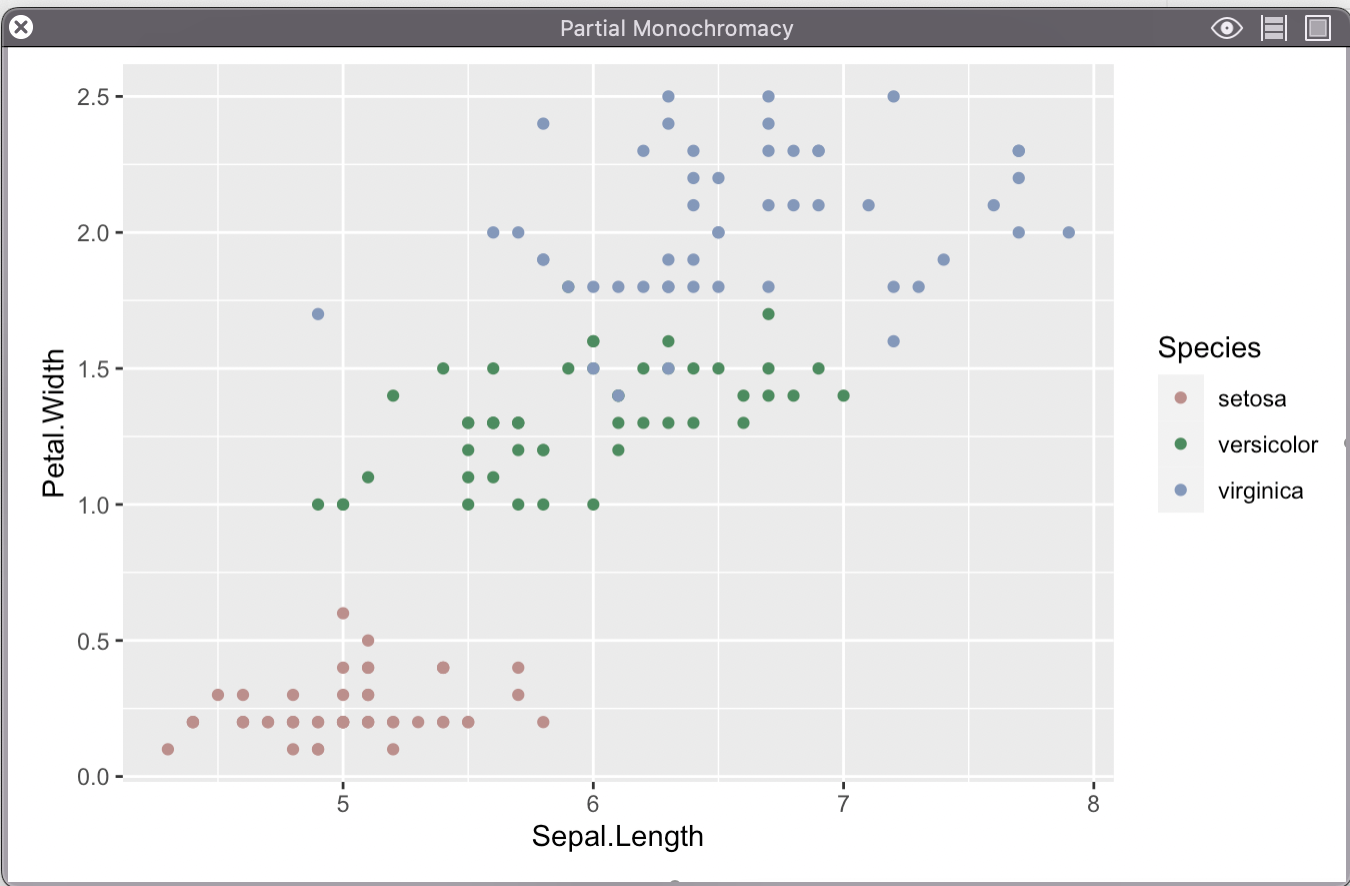 Partial Monochromacy
2.5
2.0
1.5
1.0
0.5
0.0
Petal.Width
5 6 7 8
Sepal.Length
Species
setosa
versicolor
virginica